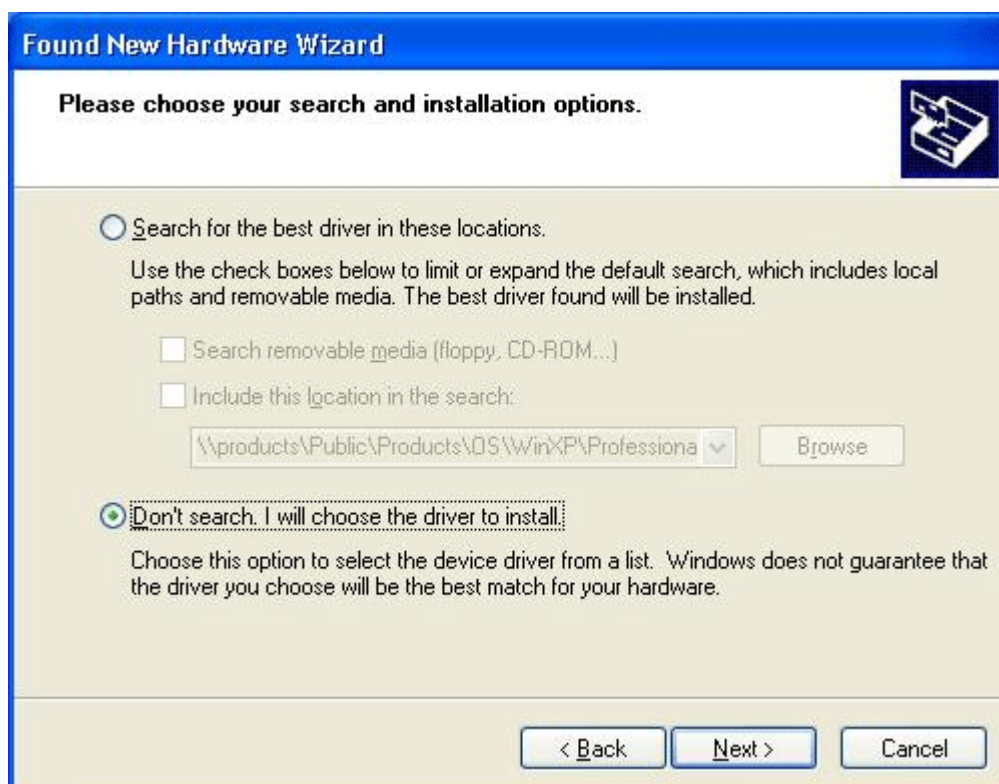 Found New Hardware Wizard
Please choose your search and installation options.
Search for the best driver in these locations.
Use the check boxes below to limit or expand the default search, which includes local
paths and removable media. The best driver found will be installed.
Search removable media (floppy, CD-ROM...)
Include this location in the search:
\\products\Public\Products\OS\WinXP\Professiona
Browse
Don't search. I will choose the driver to install.
Choose this option to select the device driver from a list.  Windows does not guarantee that
the driver you choose will be the best match for your hardware.
< Back
Next >
Cancel